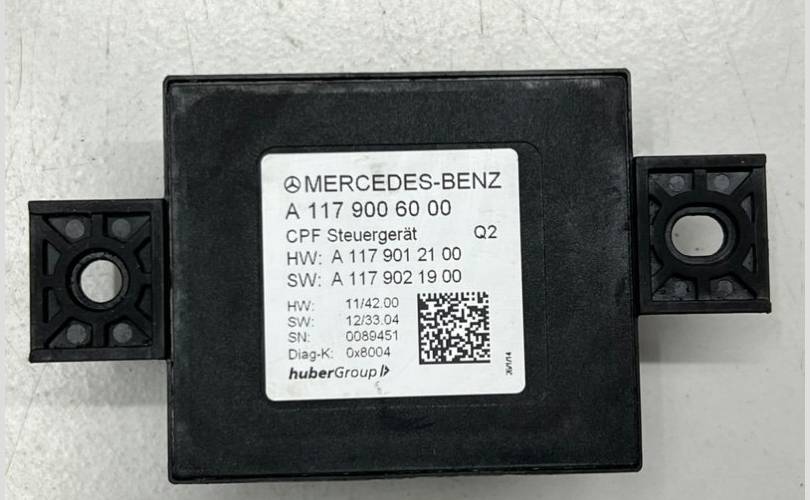 MERCEDES-BENZ
A 117 900 60 00
CPF Steuergerät Q2
HW: A 117 901 21 00
SW: A 117 902 19 00
HW: 11/42.00
SW: 12/33.04
SN: 0089451
Diag-K: 0x8004
huberGroup